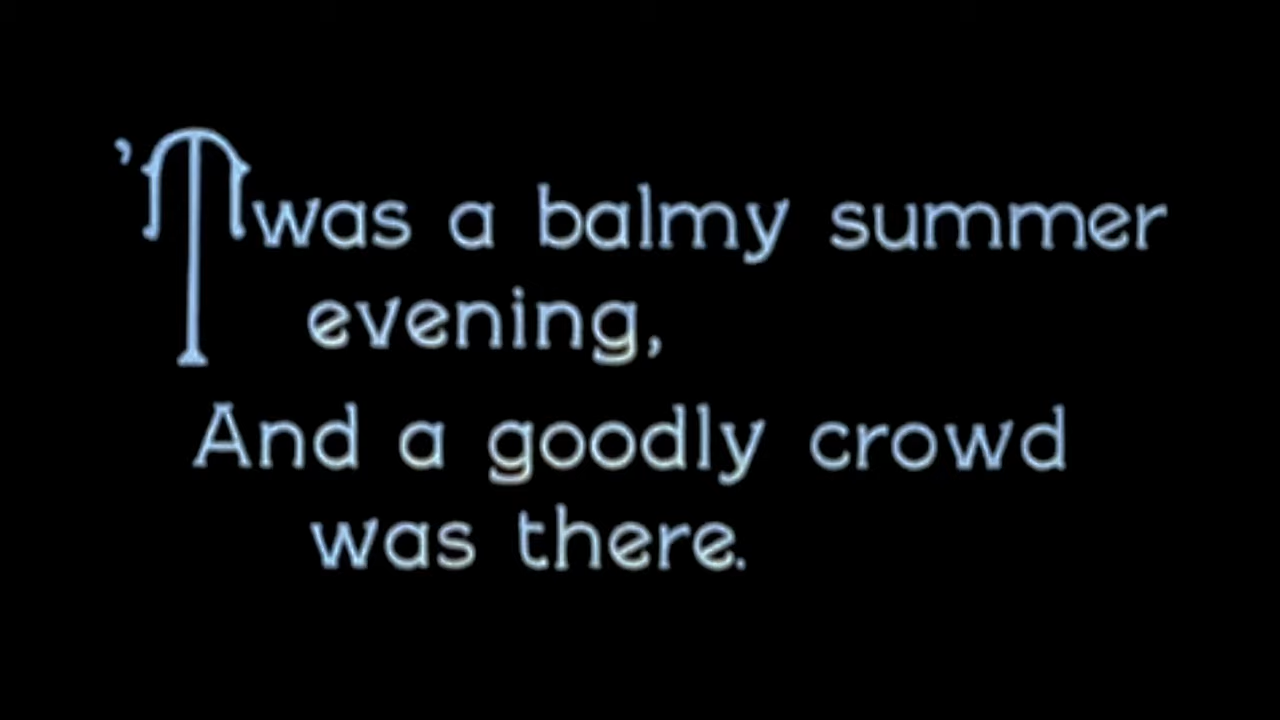 'Twas a balmy summer
evening,
And a goodly crowd
was there.